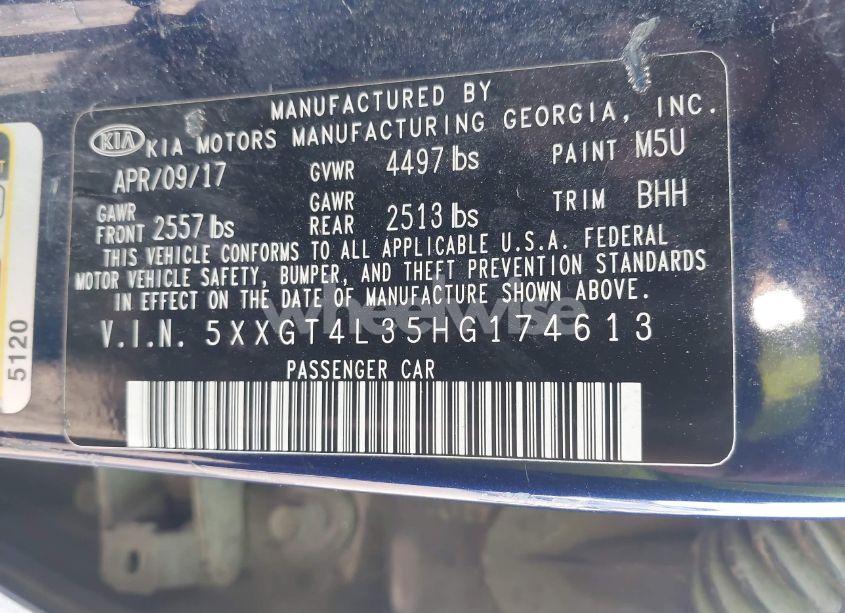 MANUFACTURED BY
KIA KIA MOTORS MANUFACTURING GEORGIA, INC.
APR/09/17 GVWR 4497 lbs PAINT M5U
GAWR FRONT 2557 lbs GAWR REAR 2513 lbs TRIM BHH
THIS VEHICLE CONFORMS TO ALL APPLICABLE U.S.A. FEDERAL
MOTOR VEHICLE SAFETY, BUMPER, AND THEFT PREVENTION STANDARDS
IN EFFECT ON THE DATE OF MANUFACTURE SHOWN ABOVE.
V.I.N. 5XXGT4L35HG174613
wheelwise
PASSENGER CAR
5120